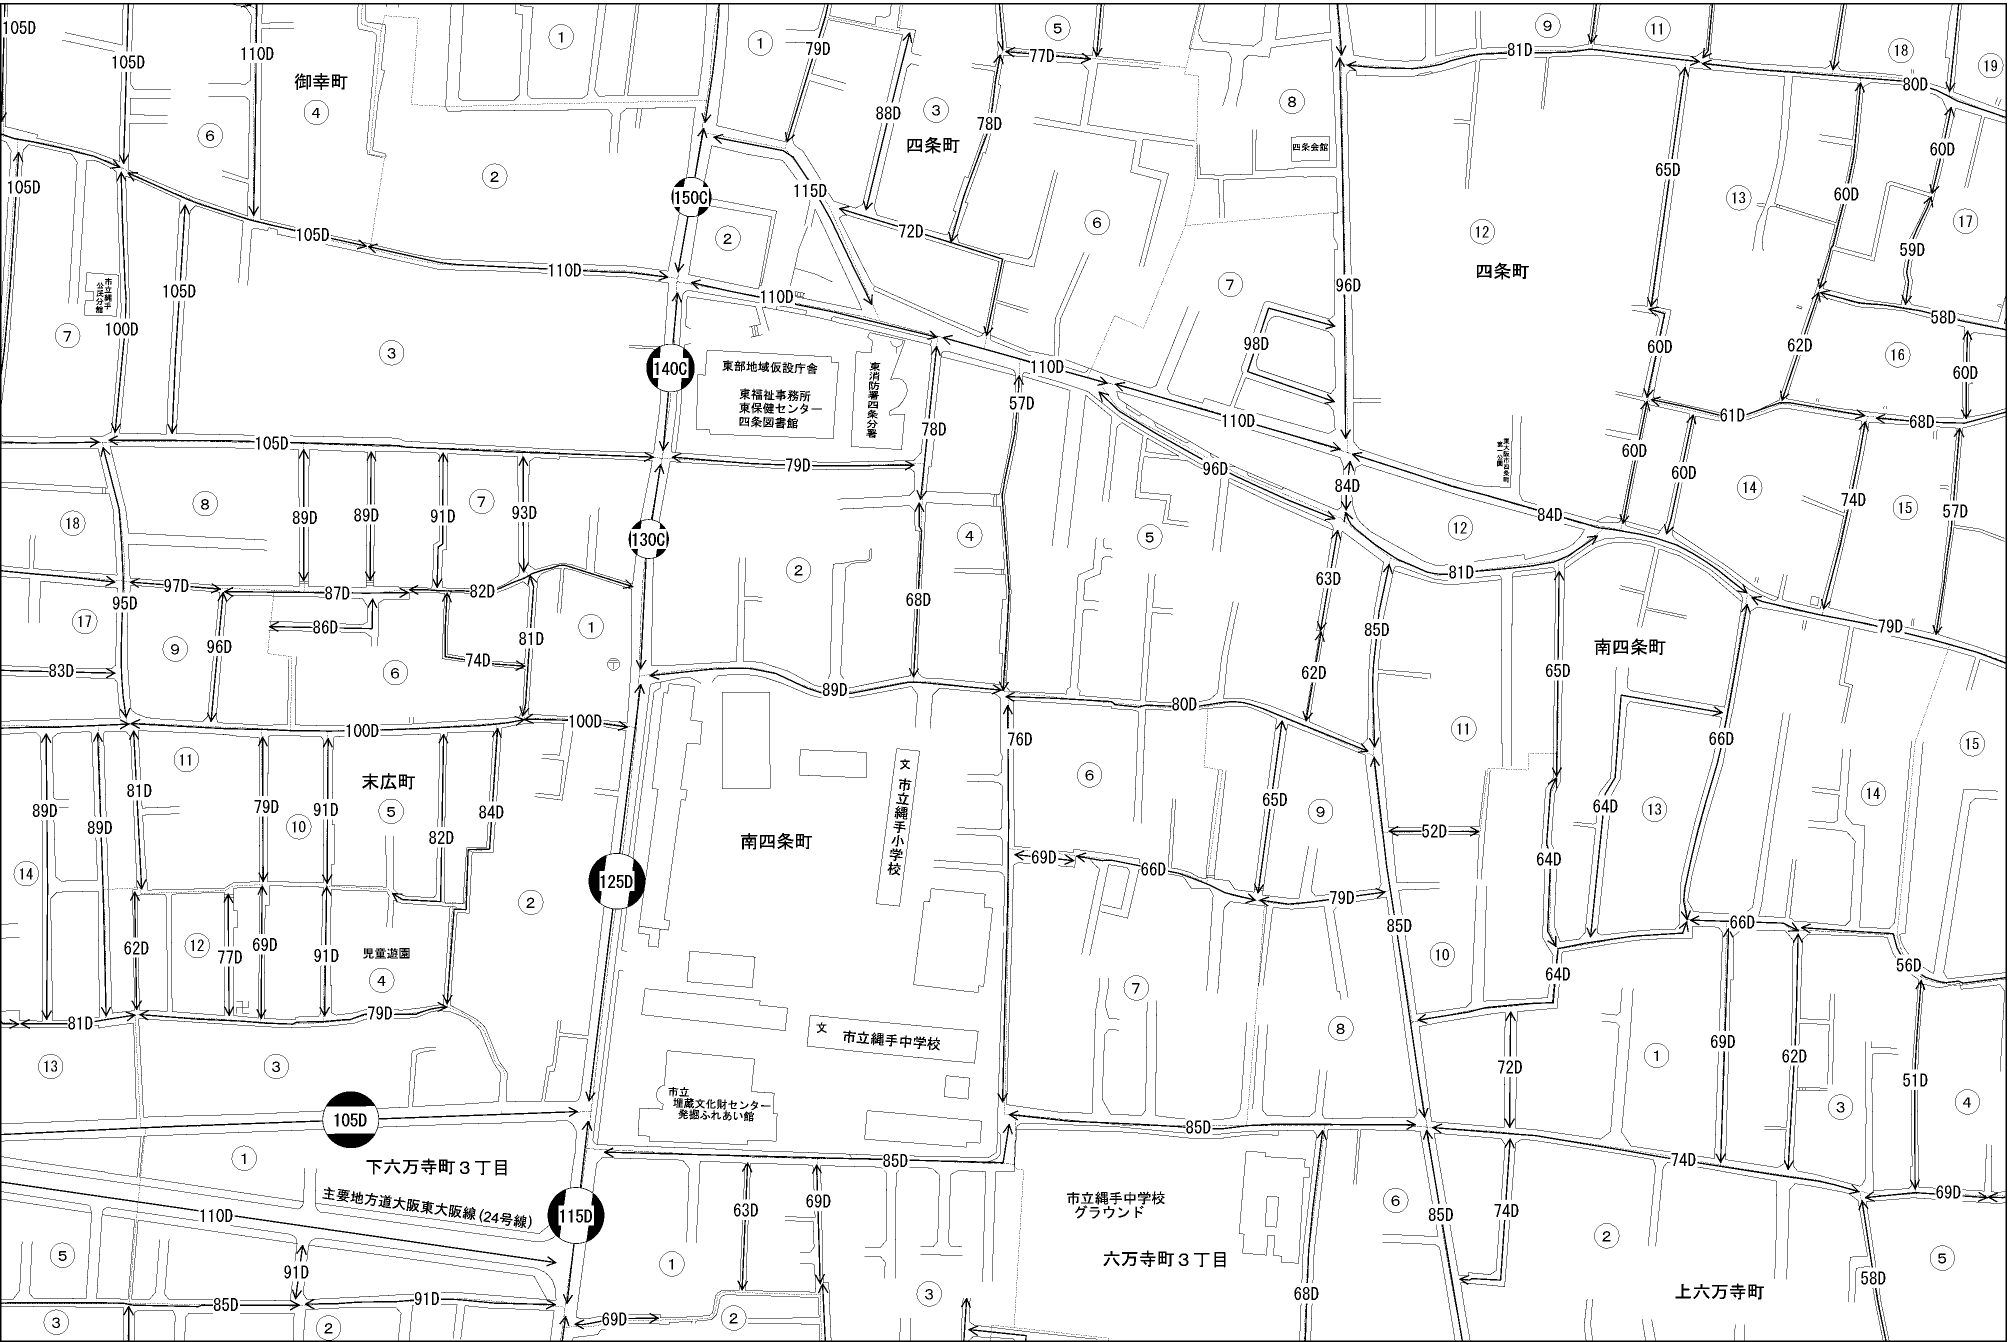 105D
105D
110D
御幸町
④
⑥
105D
①
②
①
79D
88D
③
四条町
78D
⑤
77D
⑧
四条会館
⑨
81D
⑪
⑱
⑲
80D
60D
65D
60D
⑬
⑰
59D
58D
150C
②
115D
72D
⑥
⑫
四条町
105D
110D
110D
⑦
市立縄手
公民分館
105D
100D
③
⑦
96D
98D
60D
62D
⑯
60D
140C
東部地域仮設庁舎
東福祉事務所
東保健センター
四条図書館
東消防署四条分署
110D
57D
78D
110D
61D
68D
105D
79D
96D
84D
東大阪市四条町
第一公園
60D
60D
⑭
74D
⑮
57D
⑱
⑧
89D
89D
91D
⑦
93D
130C
②
④
⑤
84D
⑫
81D
97D
87D
82D
95D
68D
63D
⑰
86D
①
⑨
96D
81D
85D
79D
南四条町
83D
⑥
74D
〒
62D
65D
89D
80D
100D
100D
76D
66D
⑪
⑮
⑪
末広町
⑤
81D
79D
91D
84D
89D
89D
⑩
82D
文
市立縄手小学校
南四条町
⑥
65D
⑨
64D
⑬
⑭
52D
69D
66D
64D
⑭
125D
②
79D
85D
66D
62D
⑫
77D
69D
91D
児童遊園
④
⑩
64D
56D
81D
79D
⑦
⑧
文
市立縄手中学校
⑬
③
72D
①
69D
62D
51D
③
④
105D
市立
埋蔵文化財センター
発掘ふれあい館
85D
①
下六万寺町３丁目
85D
74D
主要地方道大阪東大阪線(24号線)
110D
115D
63D
69D
市立縄手中学校
グラウンド
⑥
85D
74D
69D
⑤
②
⑤
①
六万寺町３丁目
91D
58D
85D
91D
③
68D
上六万寺町
③
②
69D
②